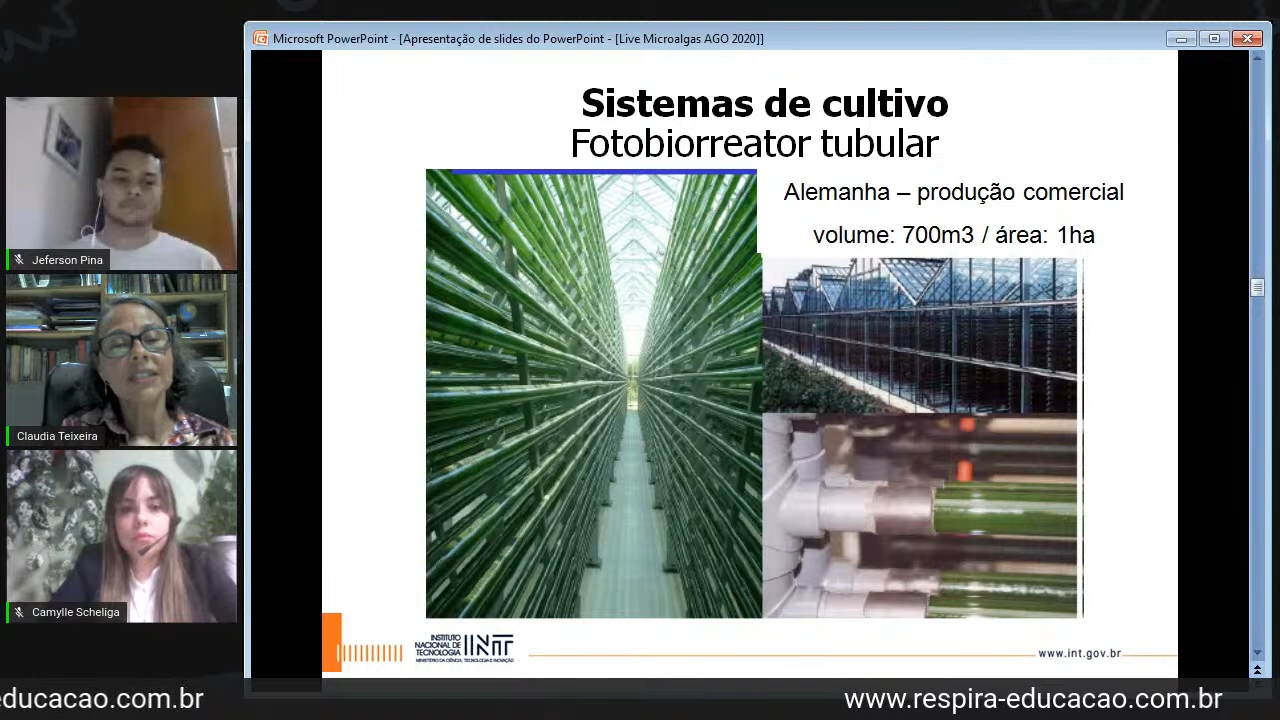 Microsoft PowerPoint - [Apresentação de slides do PowerPoint - [Live Microalgas AGO 2020]]
Sistemas de cultivo
Fotobiorreator tubular
Alemanha – produção comercial
volume: 700m3 / área: 1ha
Jeferson Pina
Claudia Teixeira
Camylle Scheliga
INSTITUTO
NACIONAL DE
TECNOLOGIA
MINISTÉRIO DA CIÊNCIA, TECNOLOGIA E INOVAÇÃO
INT
www.int.gov.br
educacao.com.br
www.respira-educacao.com.br